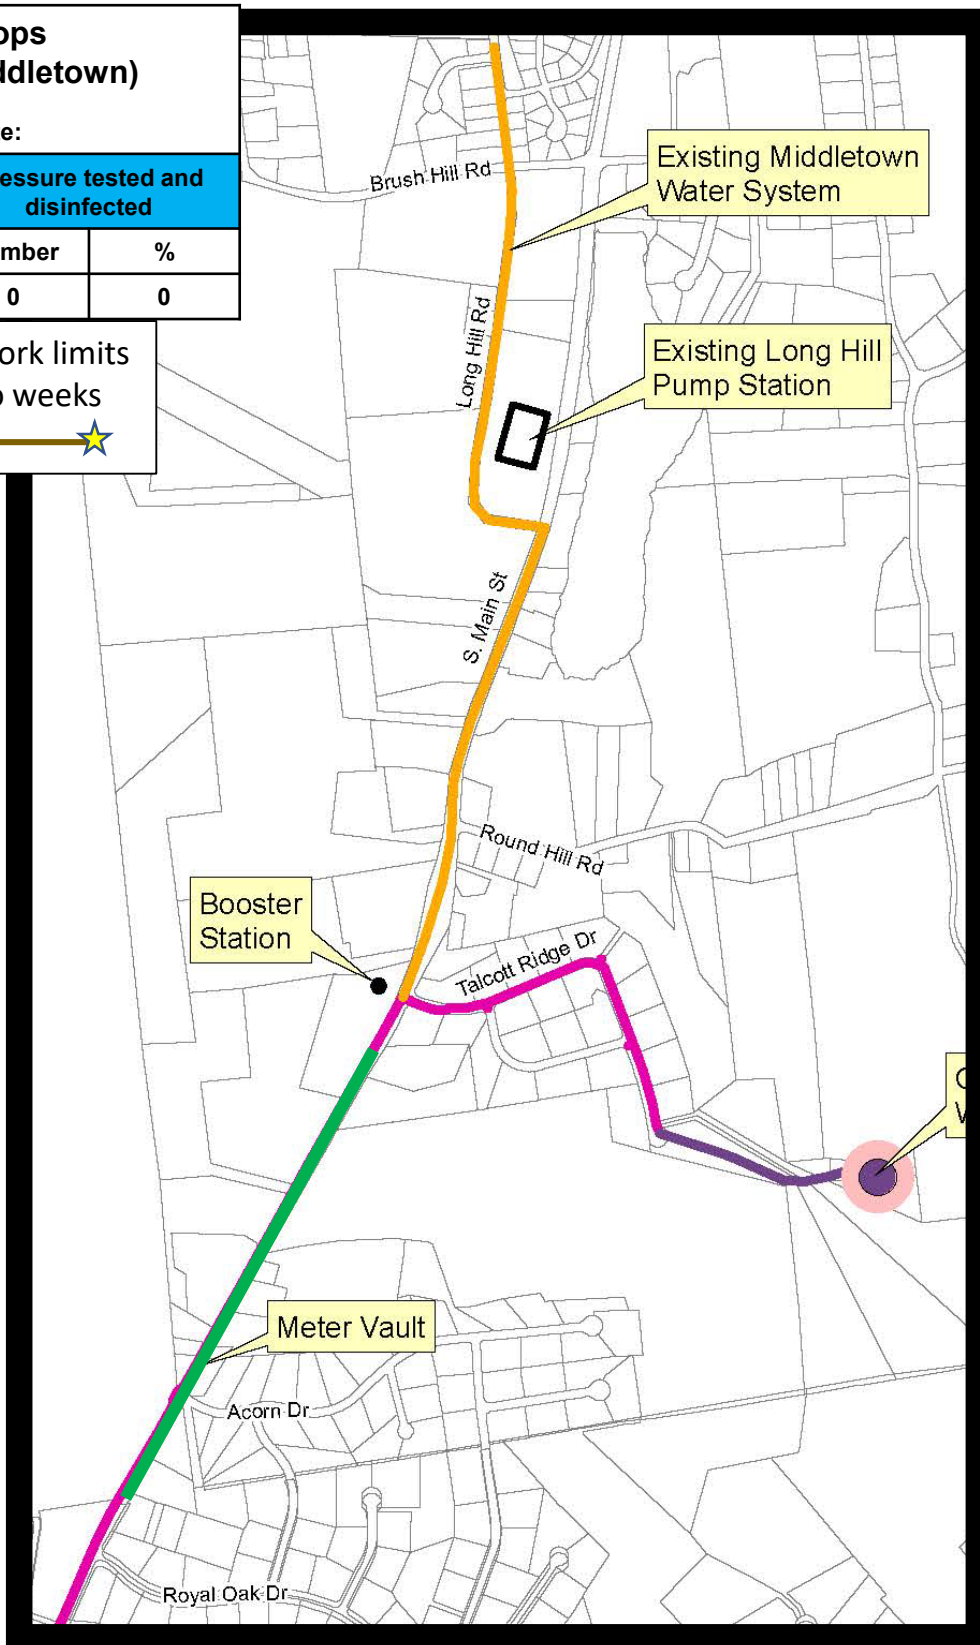 ops
ddletown)
e:
essure tested and
disinfected
mber %
0 0
ork limits
o weeks
Brush Hill Rd
Existing Middletown
Water System
Long Hill Rd
Existing Long Hill
Pump Station
S. Main St
Round Hill Rd
Booster
Station
Talcott Ridge Dr
Meter Vault
Acorn Dr
Royal Oak Dr